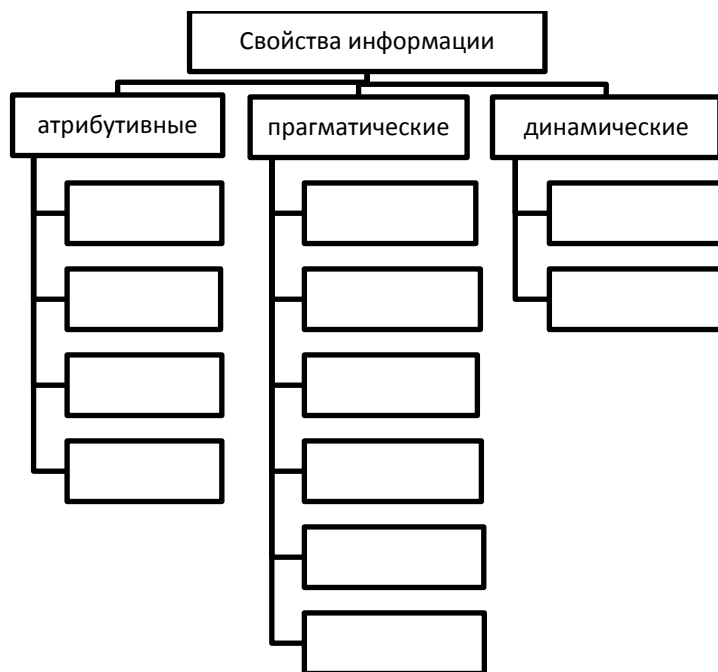 Свойства информации
атрибутивные
прагматические
динамические